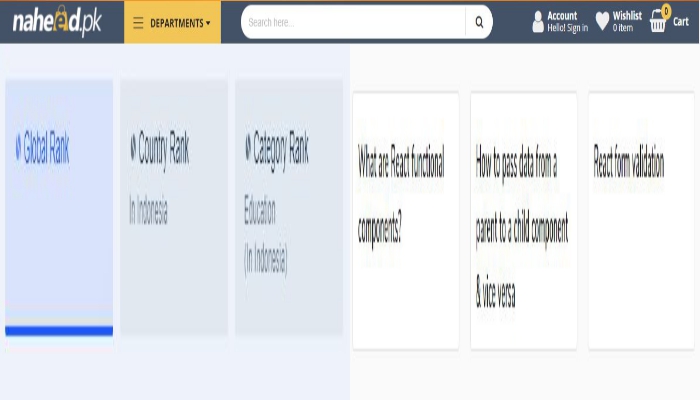 naheed.pk
DEPARTMENTS
Search here...
Account
Hello! Sign in
Wishlist
0 item
0
Cart
Global Rank
Country Rank
In Indonesia
Category Rank
Education
(In Indonesia)
What are React functional
components?
How to pass data from a
parent to a child component
& vice versa
React form validation